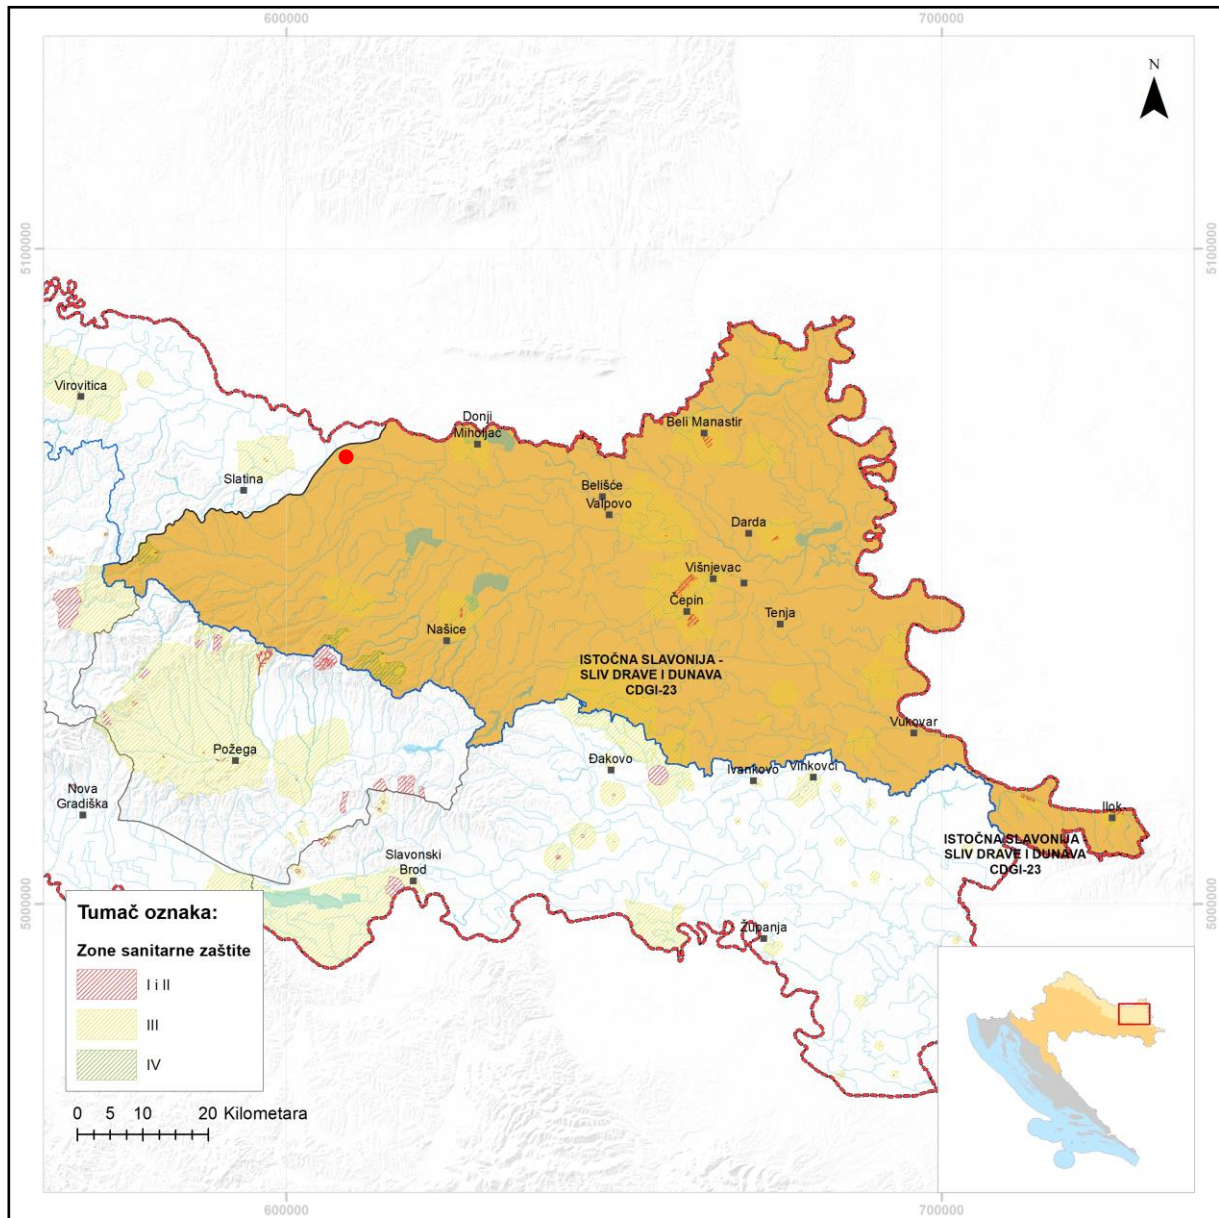 600000
700000
N
5100000
5100000
Virovitica
Donji
Miholjac
Beli Manastir
Slatina
Belišće
Valpovo
Darda
Višnjevac
Čepin
Tenja
Našice
ISTOČNA SLAVONIJA -
SLIV DRAVE I DUNAVA
CDGI-23
Vukovar
Požega
Đakovo
Ivankovo
Vinkovci
Nova
Gradiška
Ilok
ISTOČNA SLAVONIJA -
SLIV DRAVE I DUNAVA
CDGI-23
Slavonski
Brod
5000000
5000000
Županja
Tumač oznaka:
Zone sanitarne zaštite
I i II
III
IV
0 5 10 20 Kilometara
600000
700000